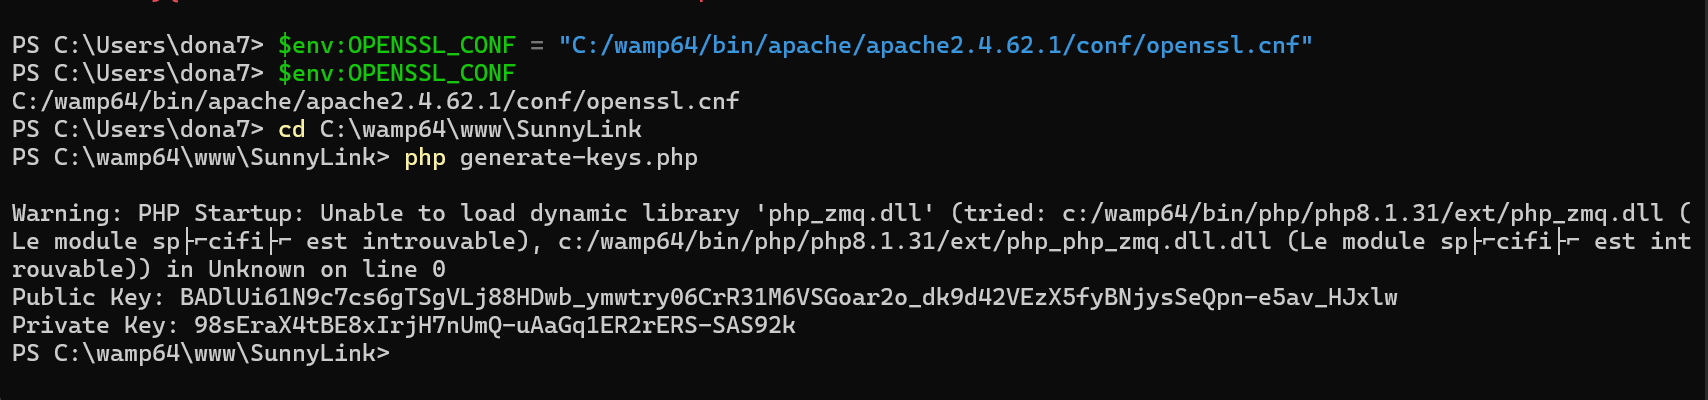 PS C:\Users\dona7> $env:OPENSSL_CONF = "C:/wamp64/bin/apache/apache2.4.62.1/conf/openssl.cnf"
PS C:\Users\dona7> $env:OPENSSL_CONF
C:/wamp64/bin/apache/apache2.4.62.1/conf/openssl.cnf
PS C:\Users\dona7> cd C:\wamp64\www\SunnyLink
PS C:\wamp64\www\SunnyLink> php generate-keys.php
Warning: PHP Startup: Unable to load dynamic library 'php_zmq.dll' (tried: c:/wamp64/bin/php/php8.1.31/ext/php_zmq.dll (
Le module sp├⌐cifi├⌐ est introuvable), c:/wamp64/bin/php/php8.1.31/ext/php_php_zmq.dll.dll (Le module sp├⌐cifi├⌐ est int
rouvable)) in Unknown on line 0
Public Key: BADlUi61N9c7cs6gTSgVLj88HDwb_ymwtry06CrR31M6VSGoar2o_dk9d42VEzX5fyBNjysSeQpn-e5av_HJxlw
Private Key: 98sEraX4tBE8xIrjH7nUmQ-uAaGq1ER2rERS-SAS92k
PS C:\wamp64\www\SunnyLink>